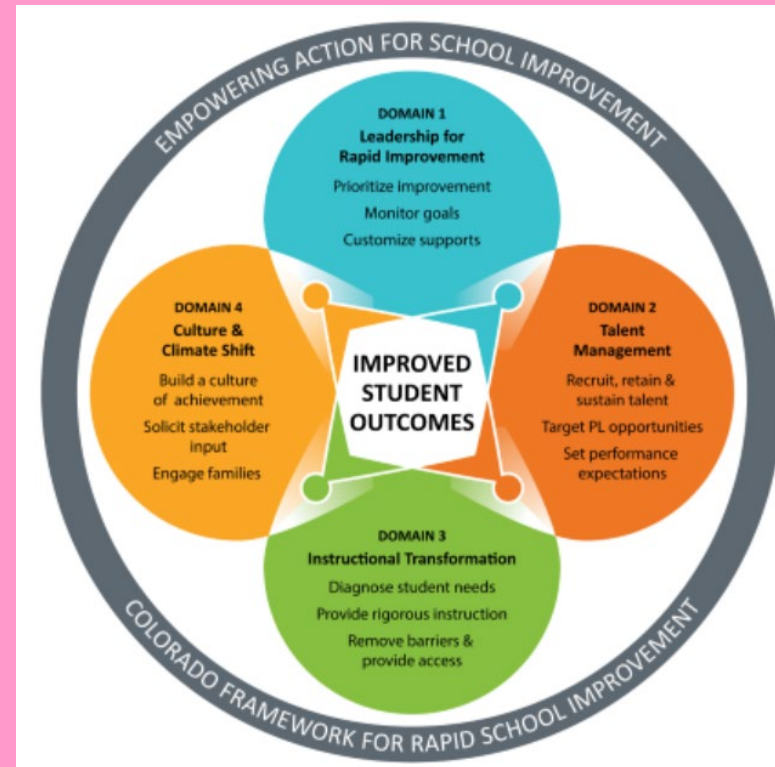 EMPOWERING ACTION FOR SCHOOL IMPROVEMENT
DOMAIN 1
Leadership for
Rapid Improvement
Prioritize improvement
Monitor goals
Customize supports
DOMAIN 4
Culture &
Climate Shift
Build a culture
of achievement
Solicit stakeholder
input
Engage families
IMPROVED
STUDENT
OUTCOMES
DOMAIN 2
Talent
Management
Recruit, retain &
sustain talent
Target PL opportunities
Set performance
expectations
DOMAIN 3
Instructional Transformation
Diagnose student needs
Provide rigorous instruction
Remove barriers &
provide access
COLORADO FRAMEWORK FOR RAPID SCHOOL IMPROVEMENT